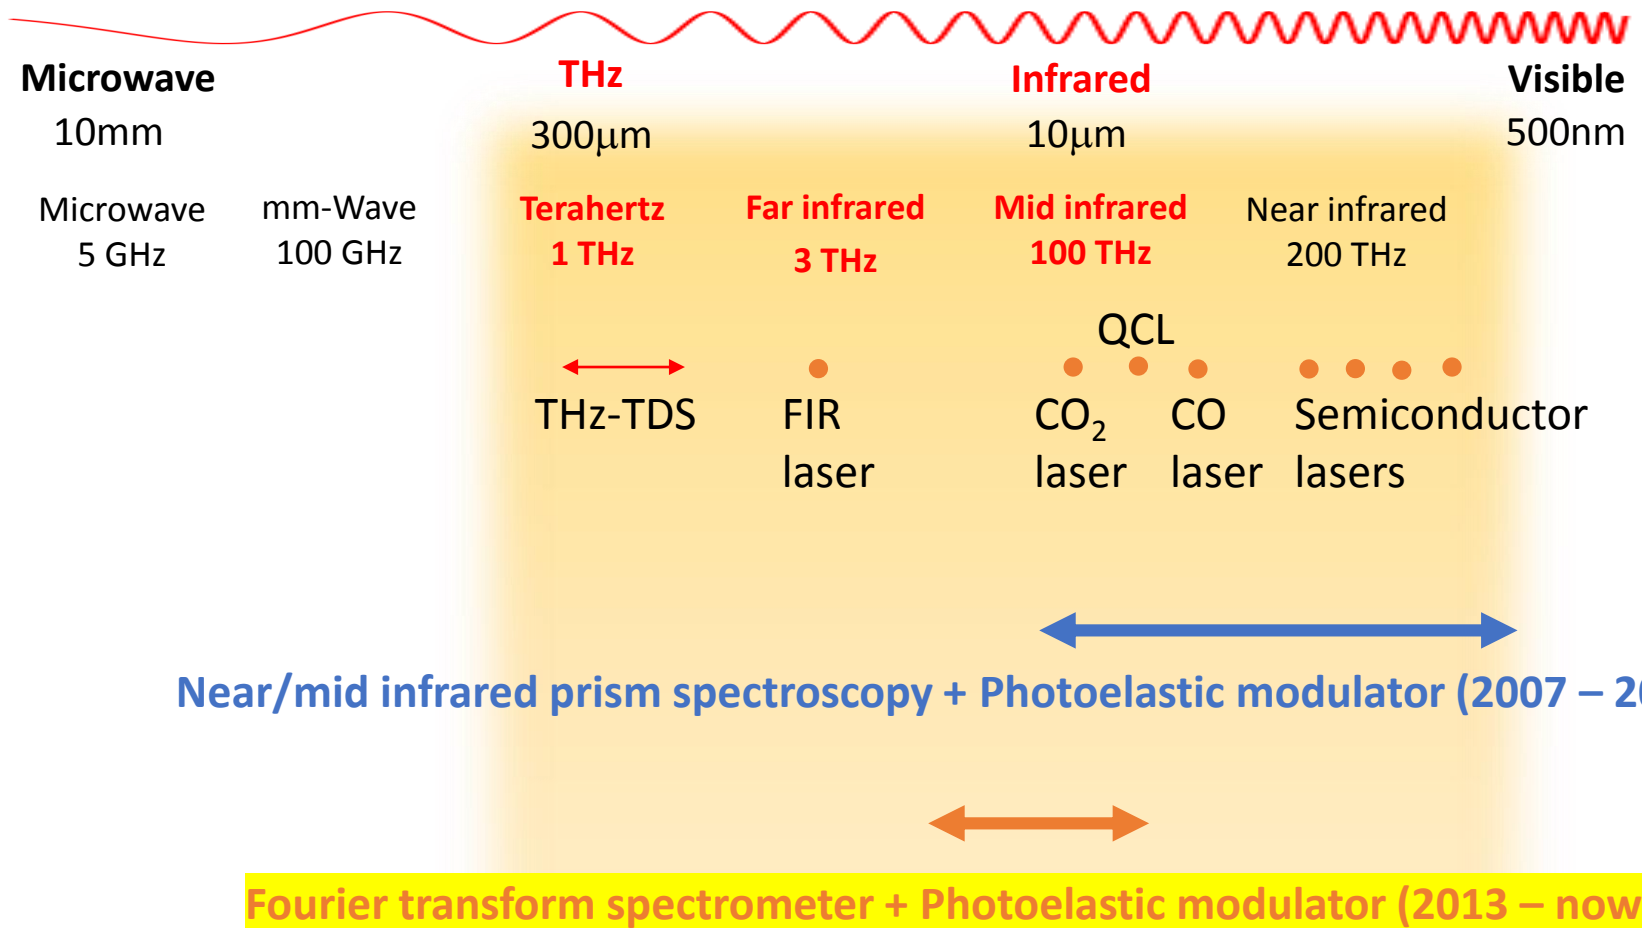 Microwave THz Infrared Visible
10mm 300μm 10μm 500nm
Microwave mm-Wave Terahertz Far infrared Mid infrared Near infrared
5 GHz 100 GHz 1 THz 3 THz 100 THz 200 THz
QCL
THz-TDS FIR CO₂ CO Semiconductor
laser laser laser lasers
Near/mid infrared prism spectroscopy + Photoelastic modulator (2007 –
Fourier transform spectrometer + Photoelastic modulator (2013 – now